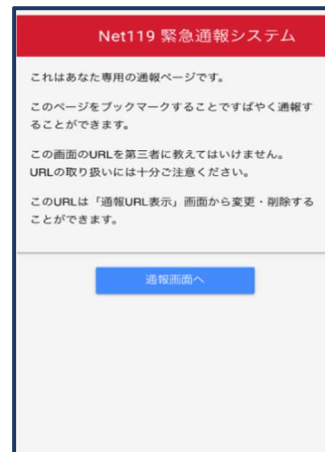 Net119 緊急通報システム
これはあなた専用の通報ページです。
このページをブックマークすることですばやく通報す
ることができます。
この画面のURLを第三者に教えてはいけません。
URLの取り扱いには十分ご注意ください。
このURLは「通報URL表示」画面から変更・削除する
ことができます。
通報画面へ